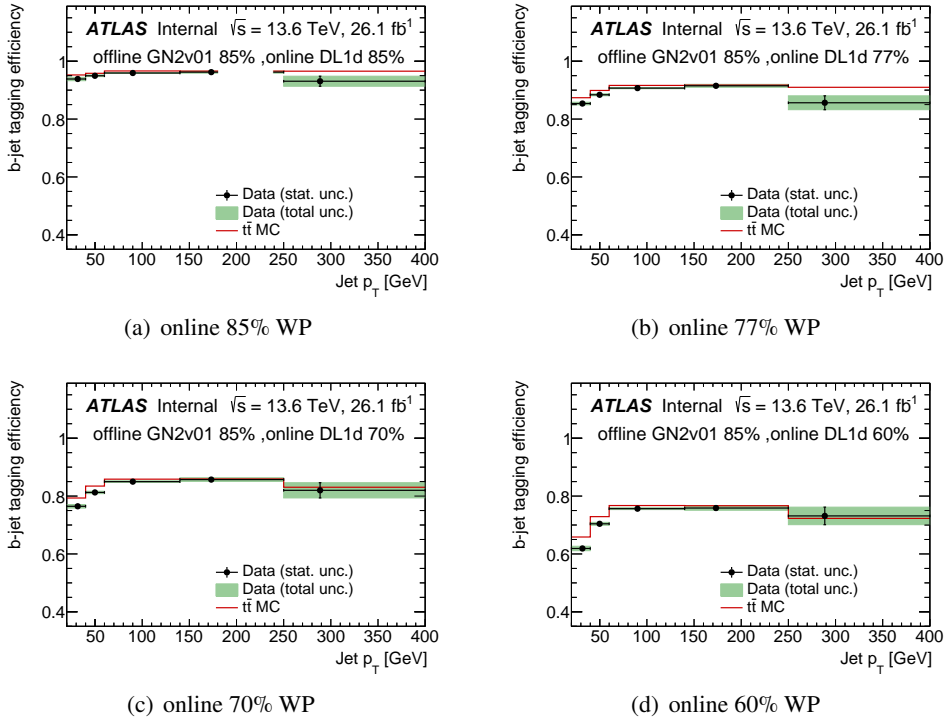 ATLAS Internal √s = 13.6 TeV, 26.1 fb⁻¹
offline GN2v01 85% ,online DL1d 85%
b-jet tagging efficiency
1
0.8
0.6
0.4
Data (stat. unc.)
Data (total unc.)
tt̄ MC
50 100 150 200 250 300 350 400
Jet p_T [GeV]
(a) online 85% WP
ATLAS Internal √s = 13.6 TeV, 26.1 fb⁻¹
offline GN2v01 85% ,online DL1d 77%
b-jet tagging efficiency
1
0.8
0.6
0.4
Data (stat. unc.)
Data (total unc.)
tt̄ MC
50 100 150 200 250 300 350 400
Jet p_T [GeV]
(b) online 77% WP
ATLAS Internal √s = 13.6 TeV, 26.1 fb⁻¹
offline GN2v01 85% ,online DL1d 70%
b-jet tagging efficiency
1
0.8
0.6
0.4
Data (stat. unc.)
Data (total unc.)
tt̄ MC
50 100 150 200 250 300 350 400
Jet p_T [GeV]
(c) online 70% WP
ATLAS Internal √s = 13.6 TeV, 26.1 fb⁻¹
offline GN2v01 85% ,online DL1d 60%
b-jet tagging efficiency
1
0.8
0.6
0.4
Data (stat. unc.)
Data (total unc.)
tt̄ MC
50 100 150 200 250 300 350 400
Jet p_T [GeV]
(d) online 60% WP